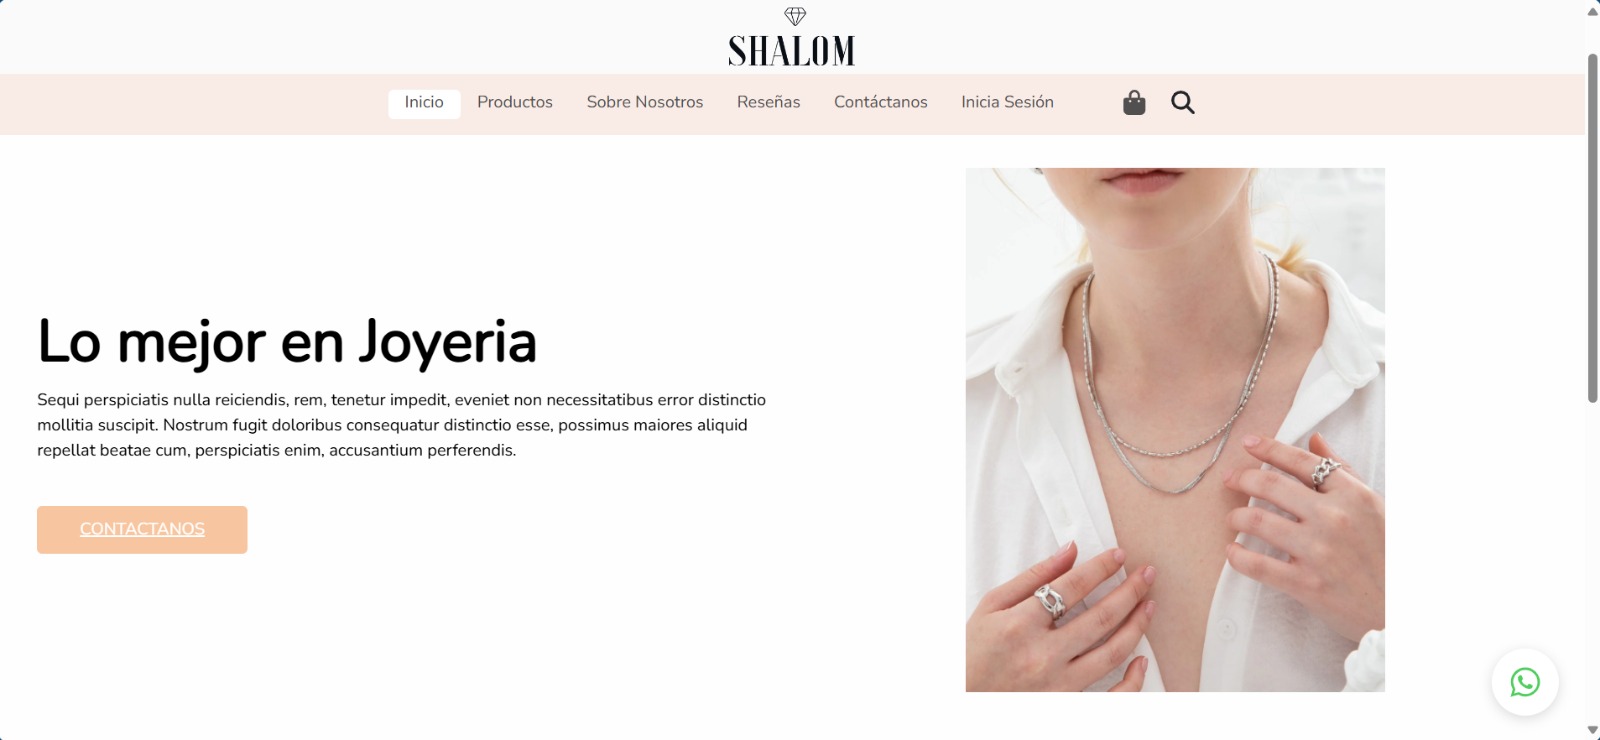 SHALOM
Inicio Productos Sobre Nosotros Reseñas Contáctanos Inicia Sesión
Lo mejor en Joyeria
Sequi perspiciatis nulla reiciendis, rem, tenetur impedit, eveniet non necessitatibus error distinctio
mollitia suscipit. Nostrum fugit doloribus consequatur distinctio esse, possimus maiores aliquid
repellat beatae cum, perspiciatis enim, accusantium perferendis.
CONTACTANOS